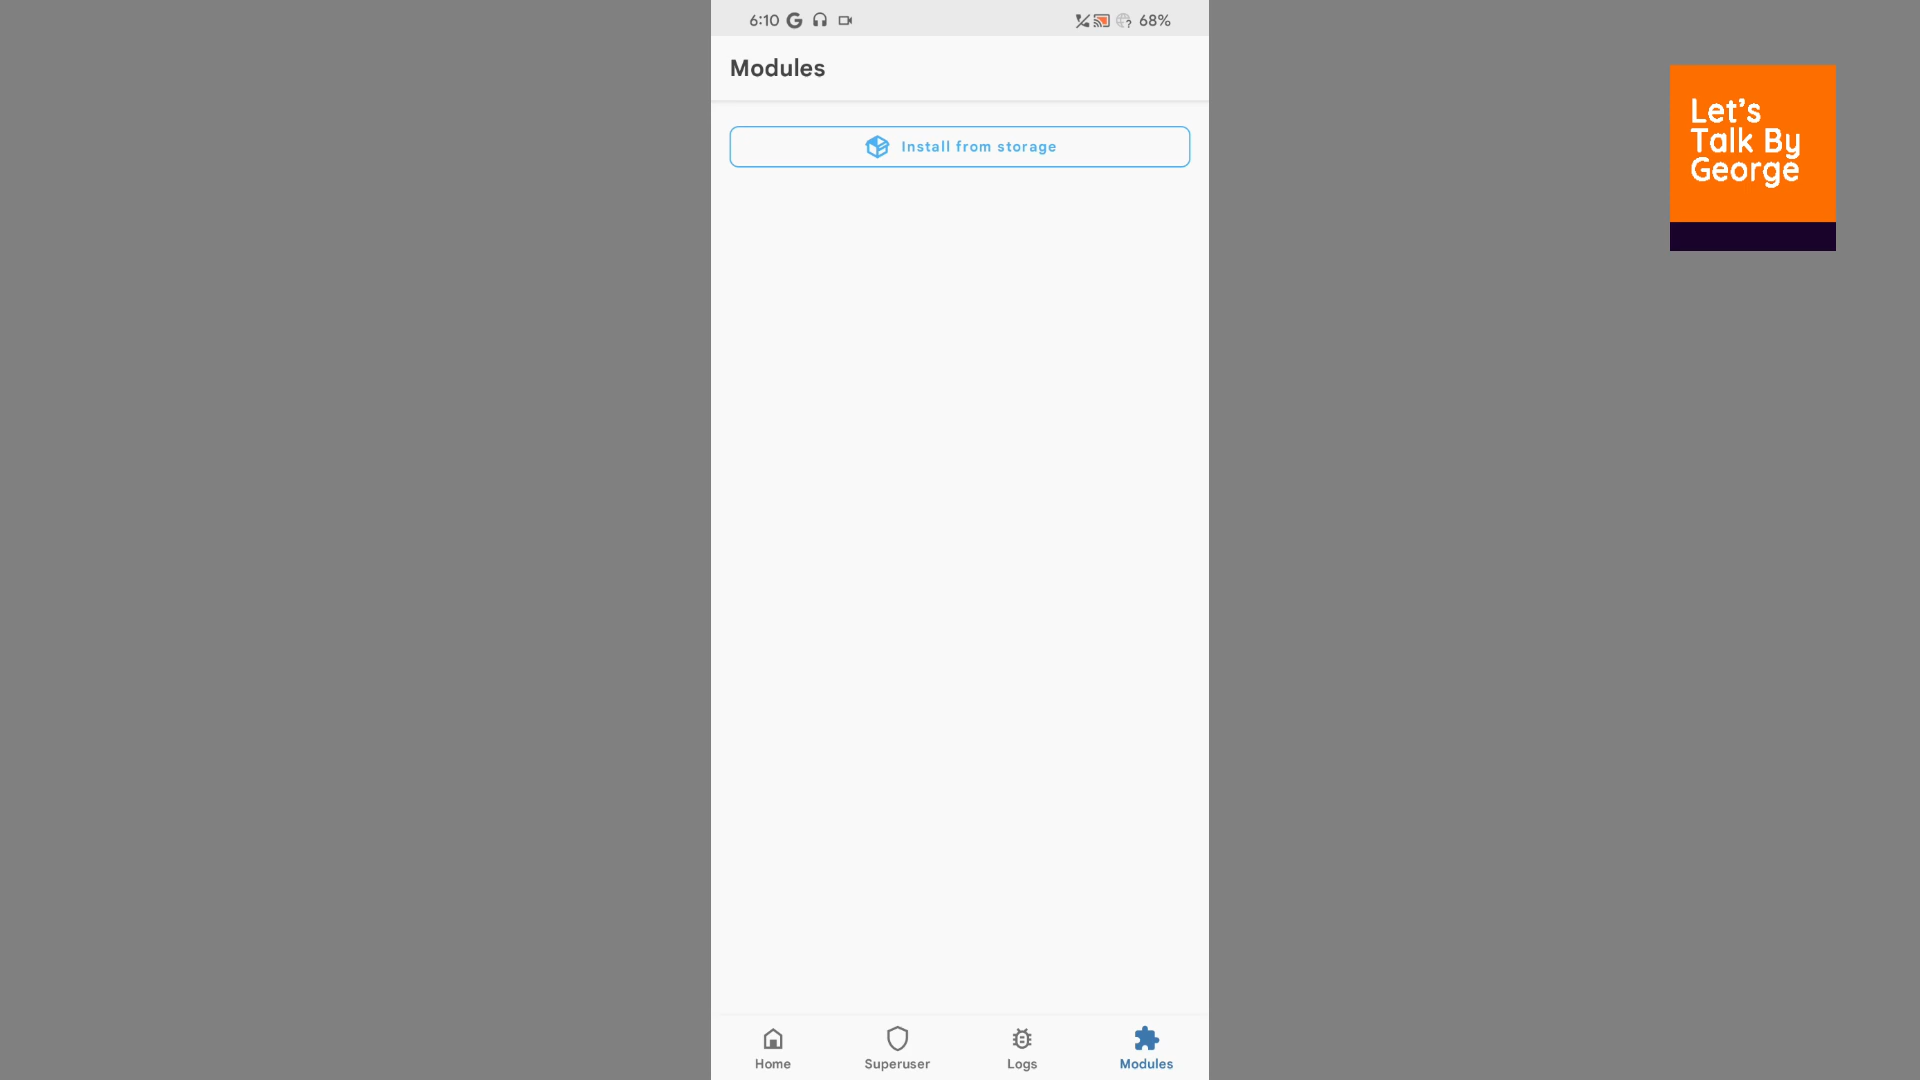 6:10
68%
Modules
Install from storage
Let's
Talk By
George
Home
Superuser
Logs
Modules